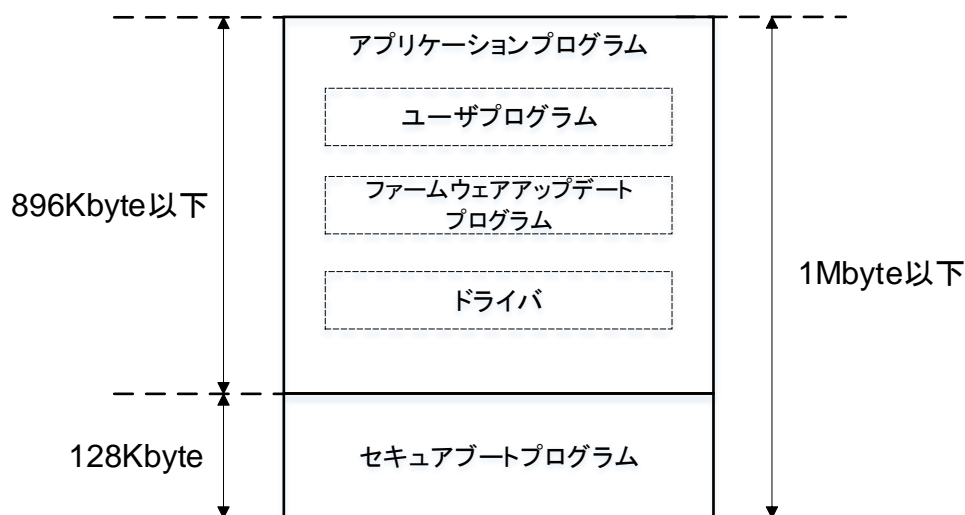 アプリケーションプログラム
ユーザプログラム
ファームウェアアップデート
プログラム
ドライバ
896Kbyte以下
1Mbyte以下
128Kbyte
セキュアブートプログラム